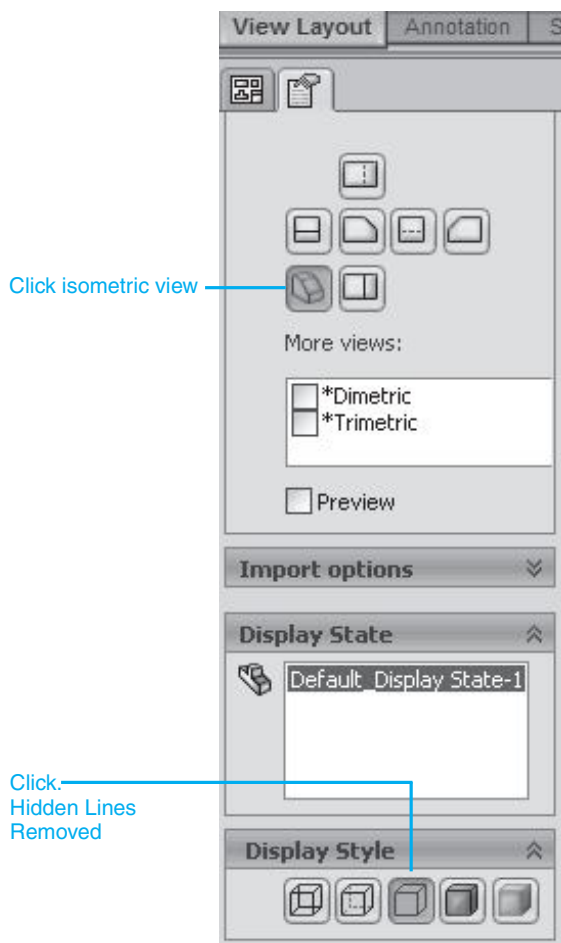 View Layout Annotation S
Click isometric view
More views:
*Dimetric
*Trimetric
Preview
Import options
Display State
Default_Display State-1
Click.
Hidden Lines
Removed
Display Style